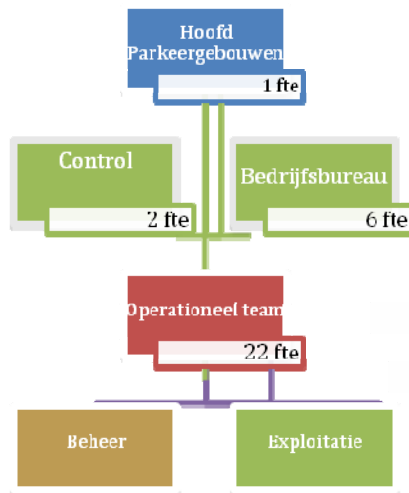 Hoofd
Parkeergebouwen
1 fte
Control
2 fte
Bedrijfsbureau
6 fte
Operationeel team
22 fte
Beheer
Exploitatie